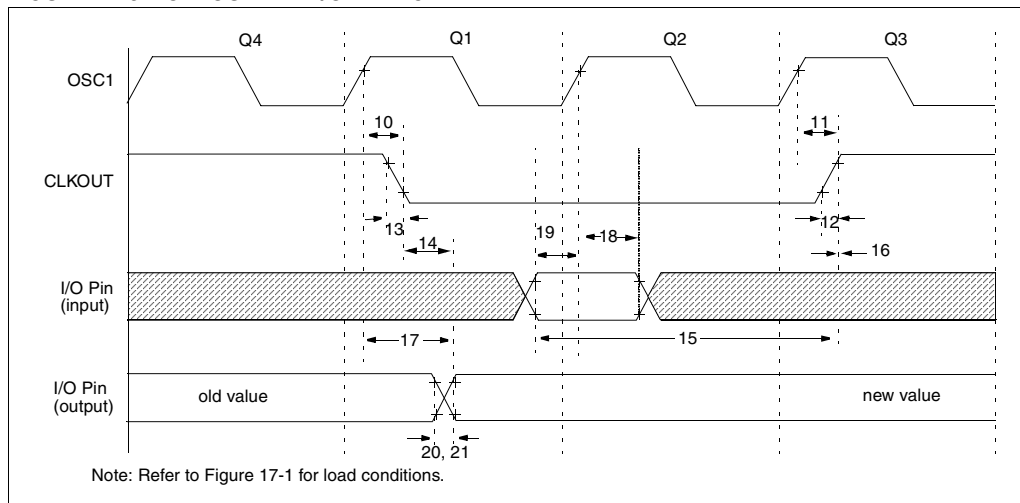 Q4 Q1 Q2 Q3
OSC1
10 11
CLKOUT
13 14 19 18 12 16
I/O Pin
(input)
17 15
I/O Pin
(output)
old value new value
20, 21
Note: Refer to Figure 17-1 for load conditions.